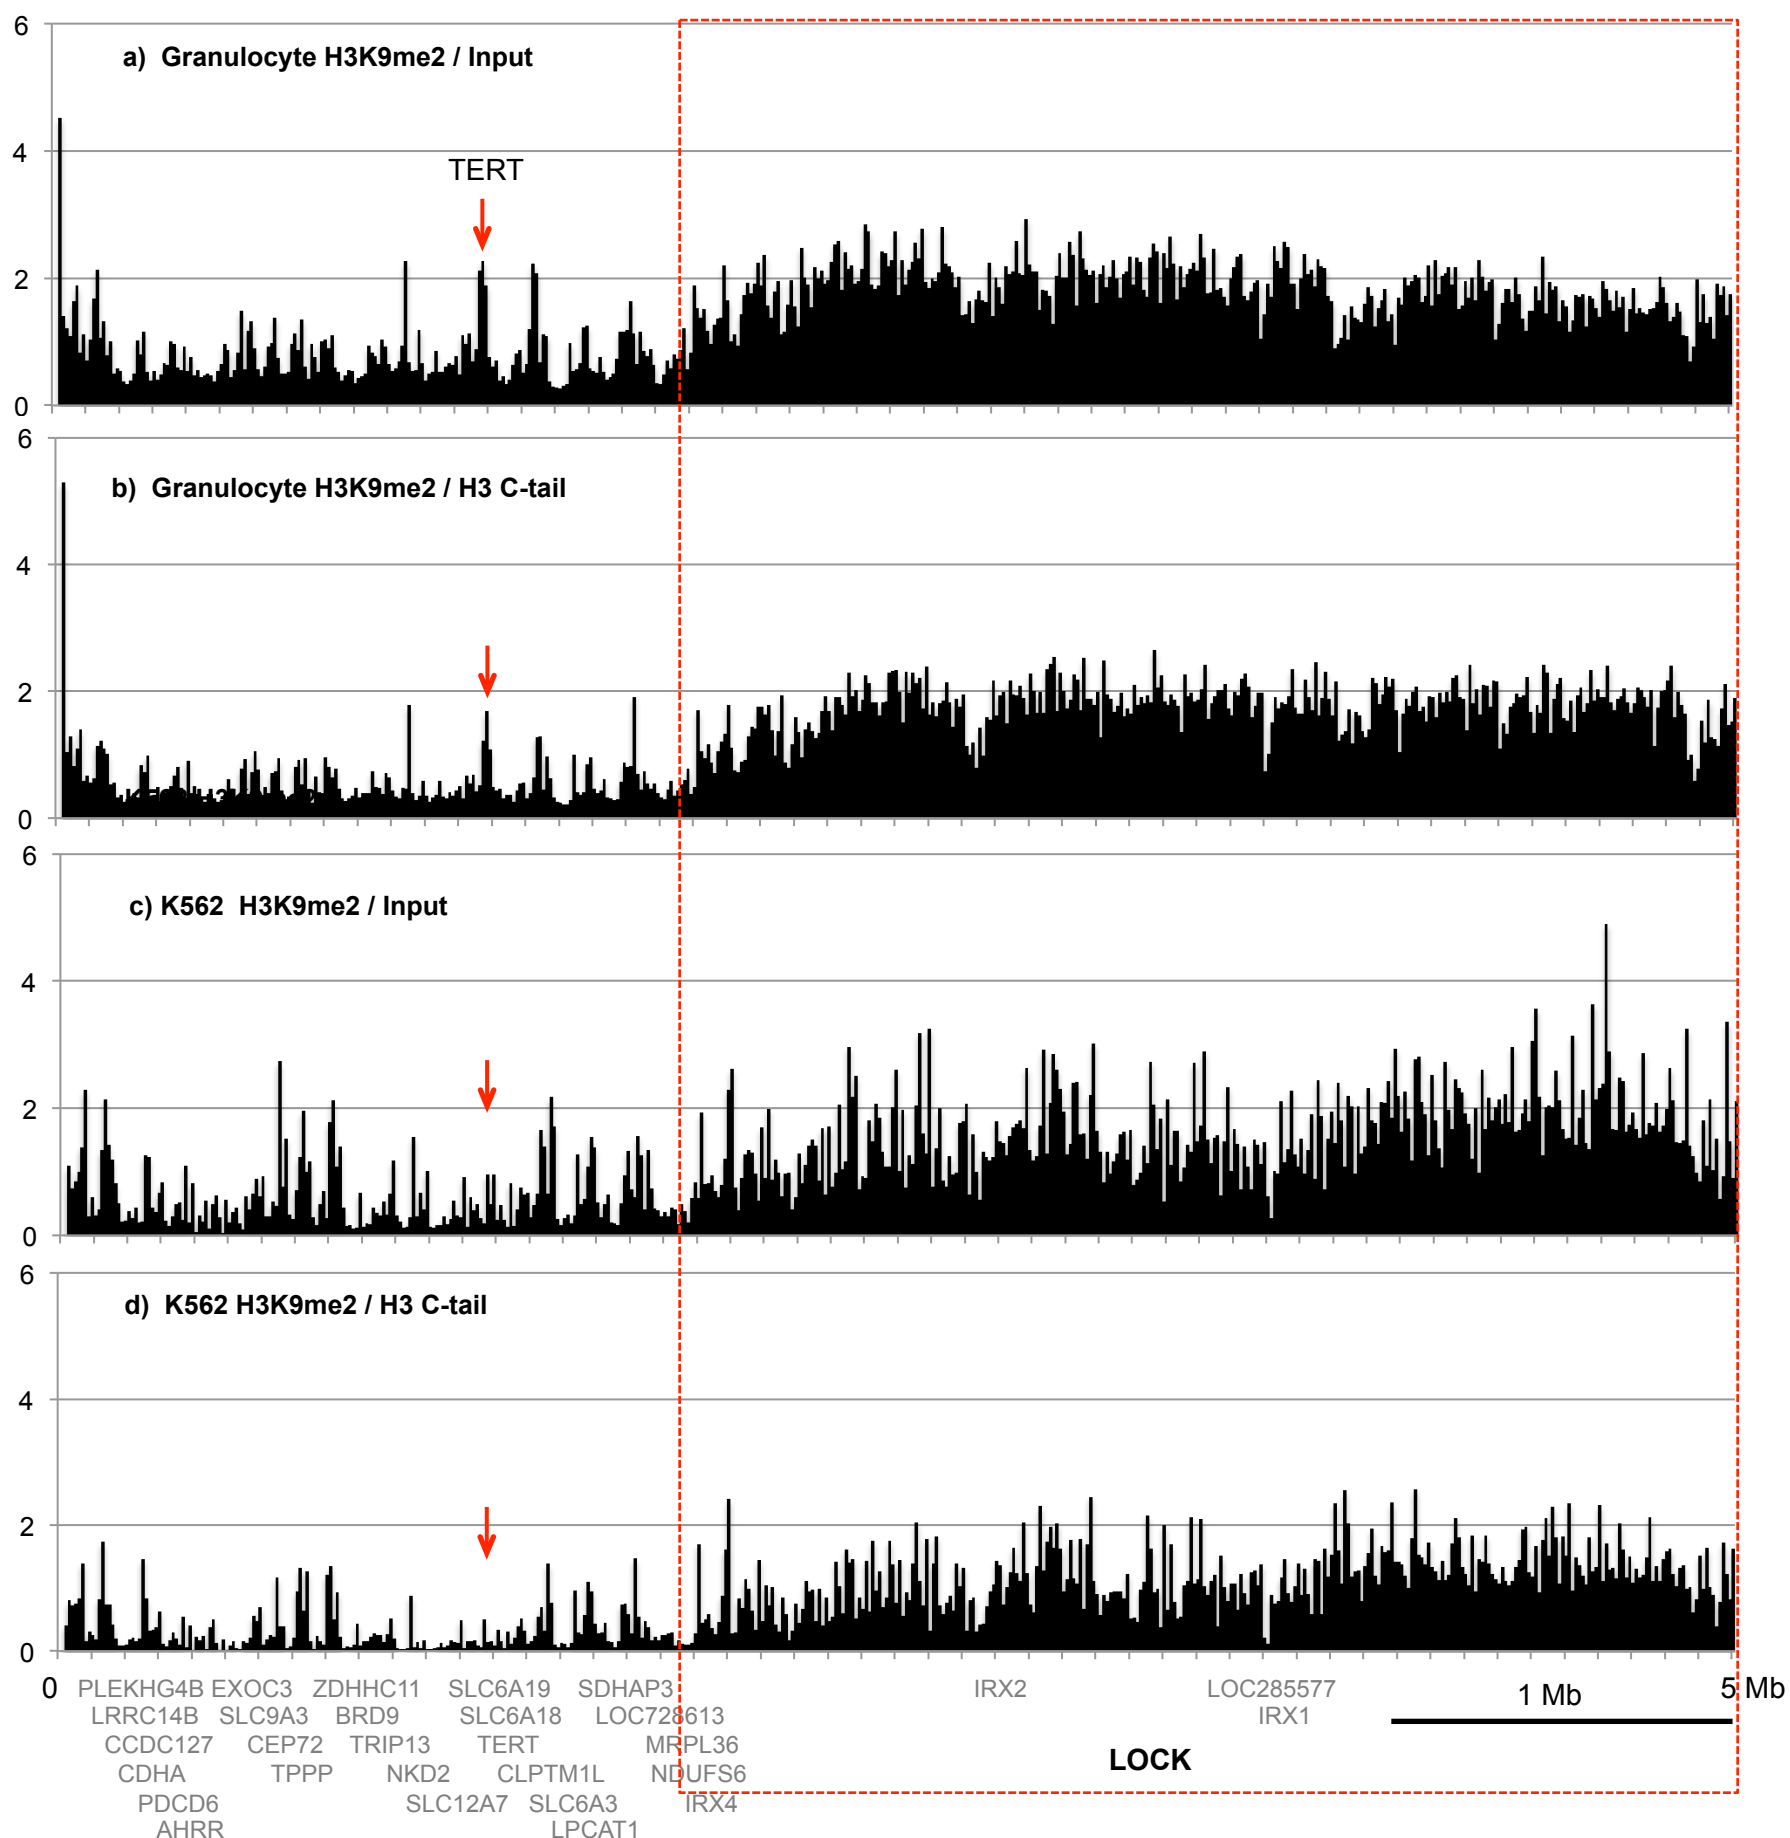 6
a) Granulocyte H3K9me2 / Input
4
TERT
2
0
6
b) Granulocyte H3K9me2 / H3 C-tail
4
2
0
6
c) K562 H3K9me2 / Input
4
2
0
6
d) K562 H3K9me2 / H3 C-tail
4
2
0
0 PLEKHG4B EXOC3 ZDHHC11 SLC6A19 SDHAP3 IRX2 LOC285577 1 Mb 5 Mb
LRRC14B SLC9A3 BRD9 SLC6A18 LOC728613 IRX1
CCDC127 CEP72 TRIP13 TERT MRPL36
LOCK
CDHA TPPP NKD2 CLPTM1L NDUFS6
PDCD6 SLC12A7 SLC6A3 IRX4
AHRR LPCAT1